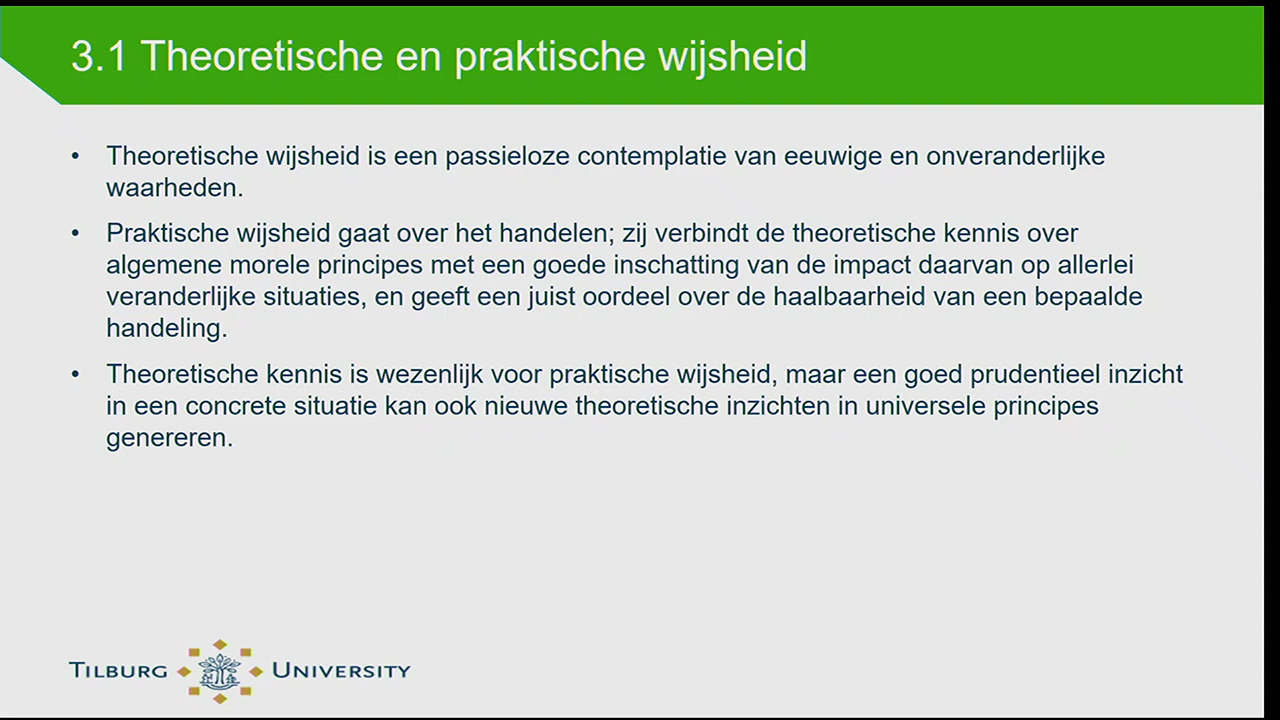 3.1 Theoretische en praktische wijsheid
• Theoretische wijsheid is een passieloze contemplatie van eeuwige en onveranderlijke
waarheden.
• Praktische wijsheid gaat over het handelen; zij verbindt de theoretische kennis over
algemene morele principes met een goede inschatting van de impact daarvan op allerlei
veranderlijke situaties, en geeft een juist oordeel over de haalbaarheid van een bepaalde
handeling.
• Theoretische kennis is wezenlijk voor praktische wijsheid, maar een goed prudentieel inzicht
in een concrete situatie kan ook nieuwe theoretische inzichten in universele principes
genereren.
TILBURG UNIVERSITY